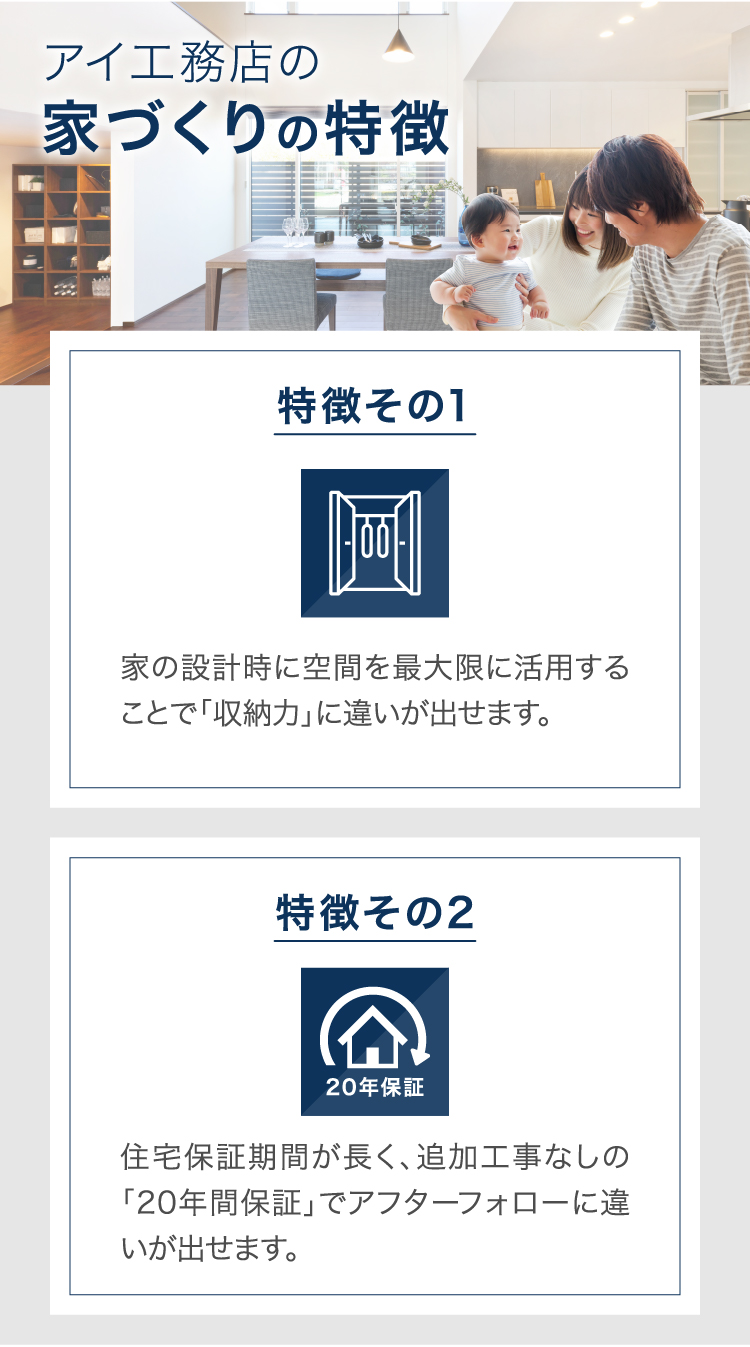 アイ工務店の
家づくりの特徴
特徴その1
家の設計時に空間を最大限に活用する
ことで「収納力」に違いが出せます。
特徴その2
20年保証
住宅保証期間が長く、追加工事なしの
「20年間保証」でアフターフォローに違
いが出せます。